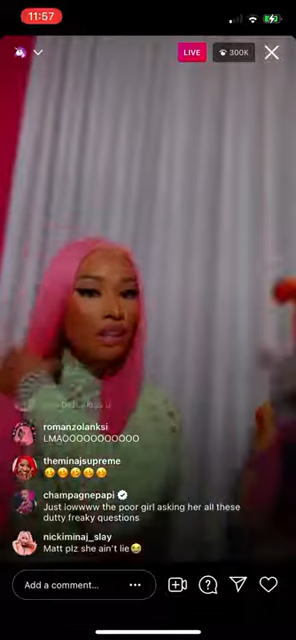 11:57
LIVE
300K
romanzolanksi
LMAOOOOOOOOOOO
theminajsupreme
champagnepapi
Just lowwww the poor girl asking her all these
dutty freaky questions
nickiminaj_slay
Matt plz she ain't lie😂
Add a comment...